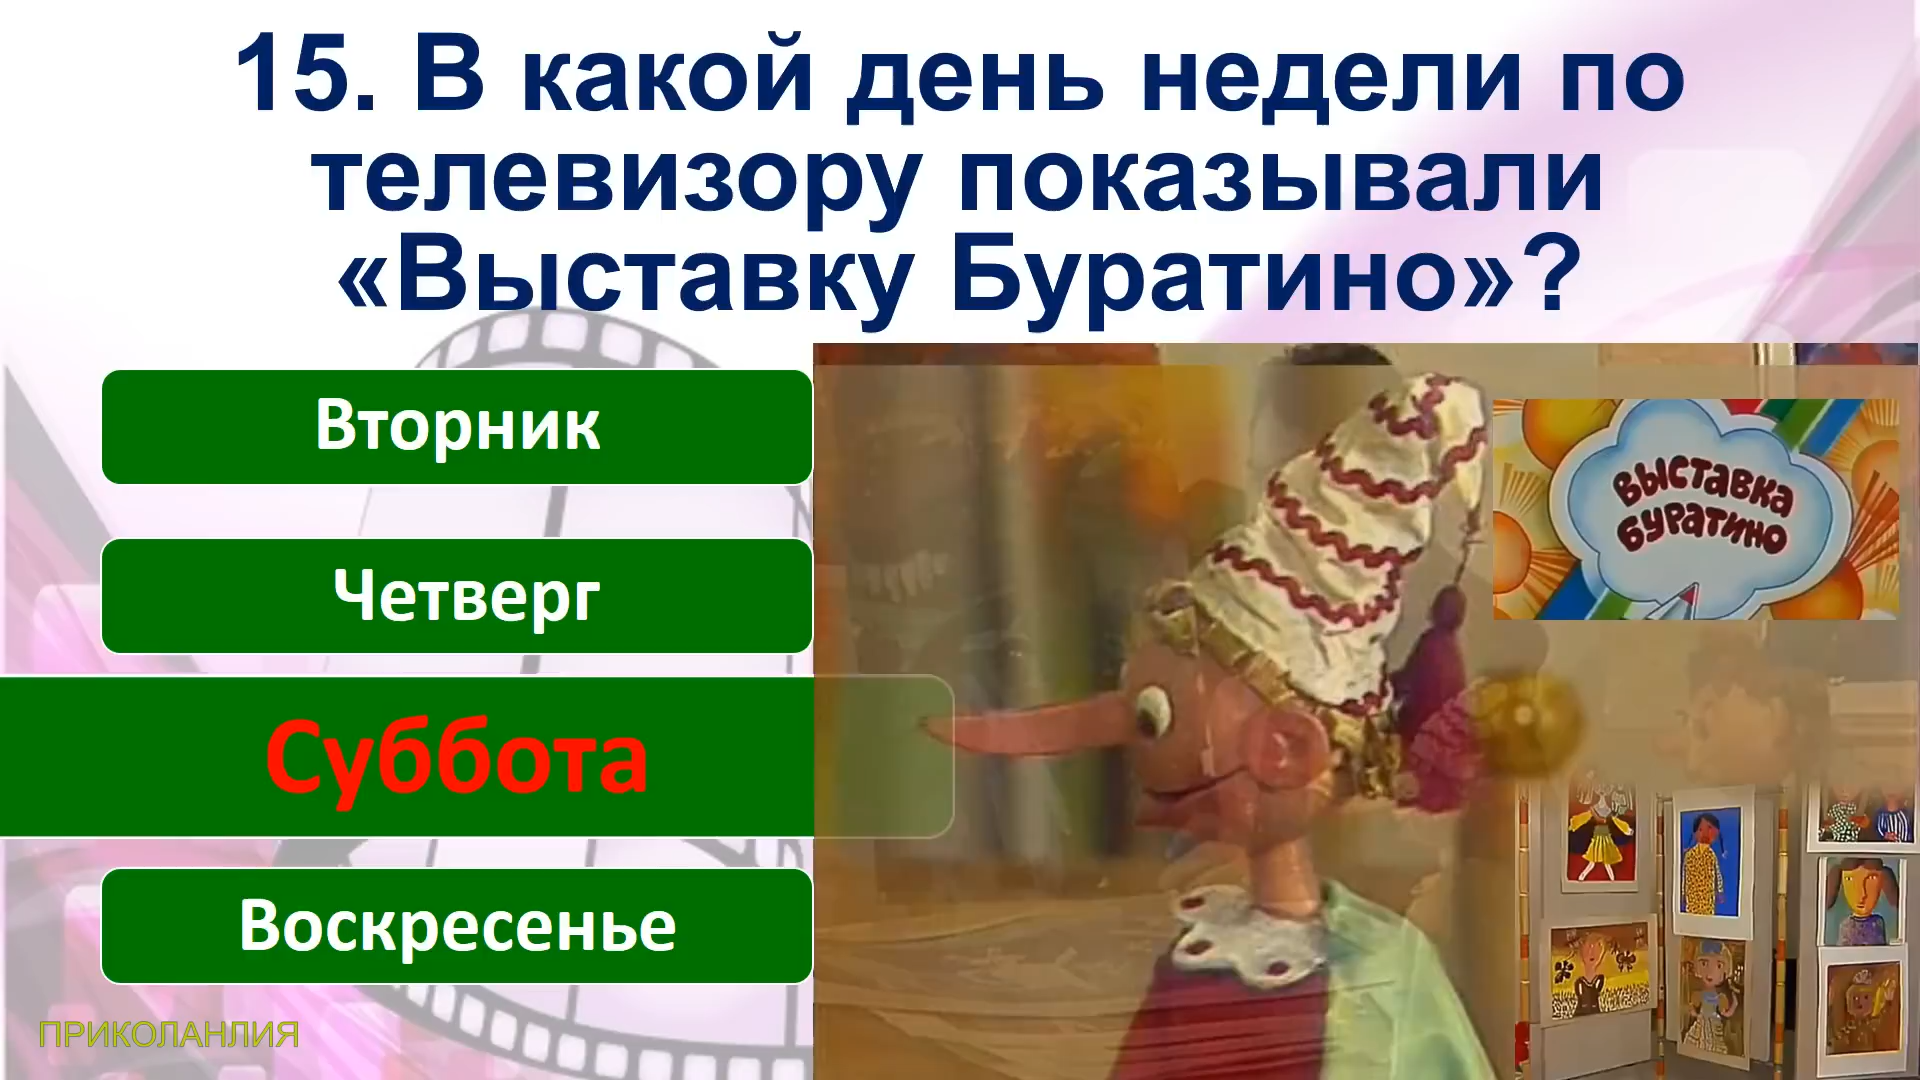 15. В какой день недели по
телевизору показывали
«Выставку Буратино»?
Вторник
Четверг
Суббота
Воскресенье
ВЫСТАВКА
БУРАТИНО
ПРИКОЛАНЛИЯ